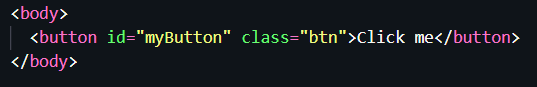 <body>
  <button id="myButton" class="btn">Click me</button>
</body>